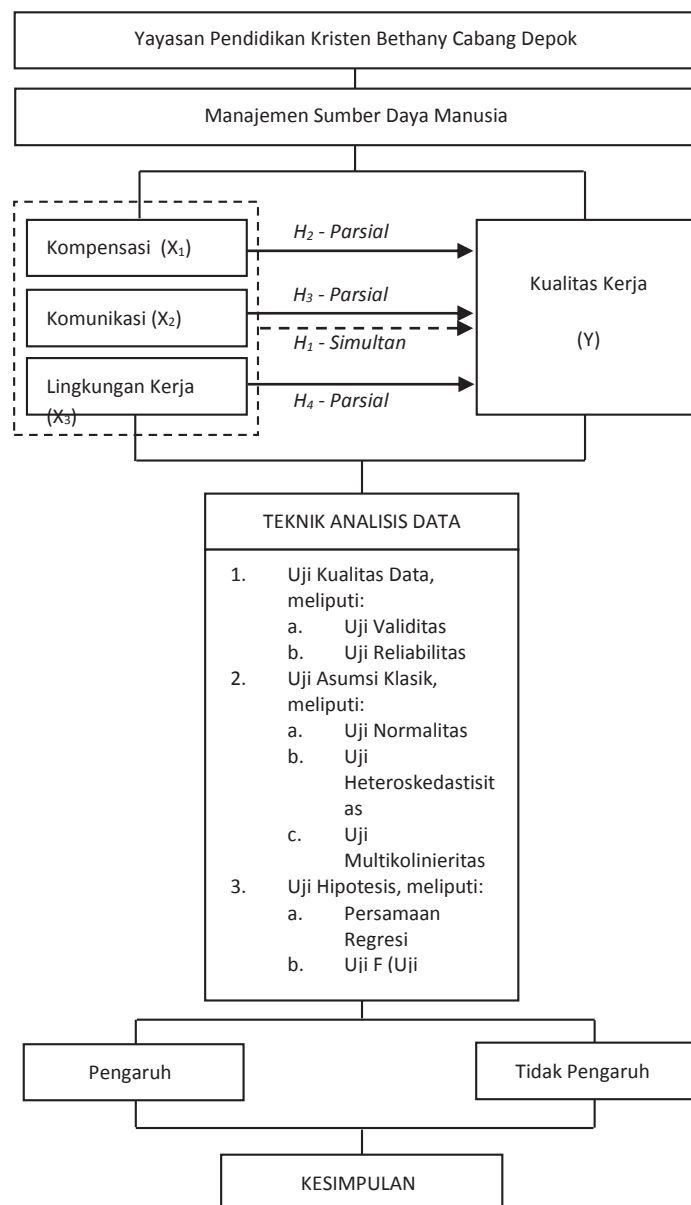 Yayasan Pendidikan Kristen Bethany Cabang Depok
Manajemen Sumber Daya Manusia
Kompensasi (X₁)
H₂ - Parsial
Komunikasi (X₂)
H₃ - Parsial
H₁ - Simultan
Lingkungan Kerja
(X₃)
H₄ - Parsial
Kualitas Kerja
(Y)
TEKNIK ANALISIS DATA
1. Uji Kualitas Data,
meliputi:
a. Uji Validitas
b. Uji Reliabilitas
2. Uji Asumsi Klasik,
meliputi:
a. Uji Normalitas
b. Uji
Heteroskedastisit
as
c. Uji
Multikolinieritas
3. Uji Hipotesis, meliputi:
a. Persamaan
Regresi
b. Uji F (Uji
Pengaruh
Tidak Pengaruh
KESIMPULAN